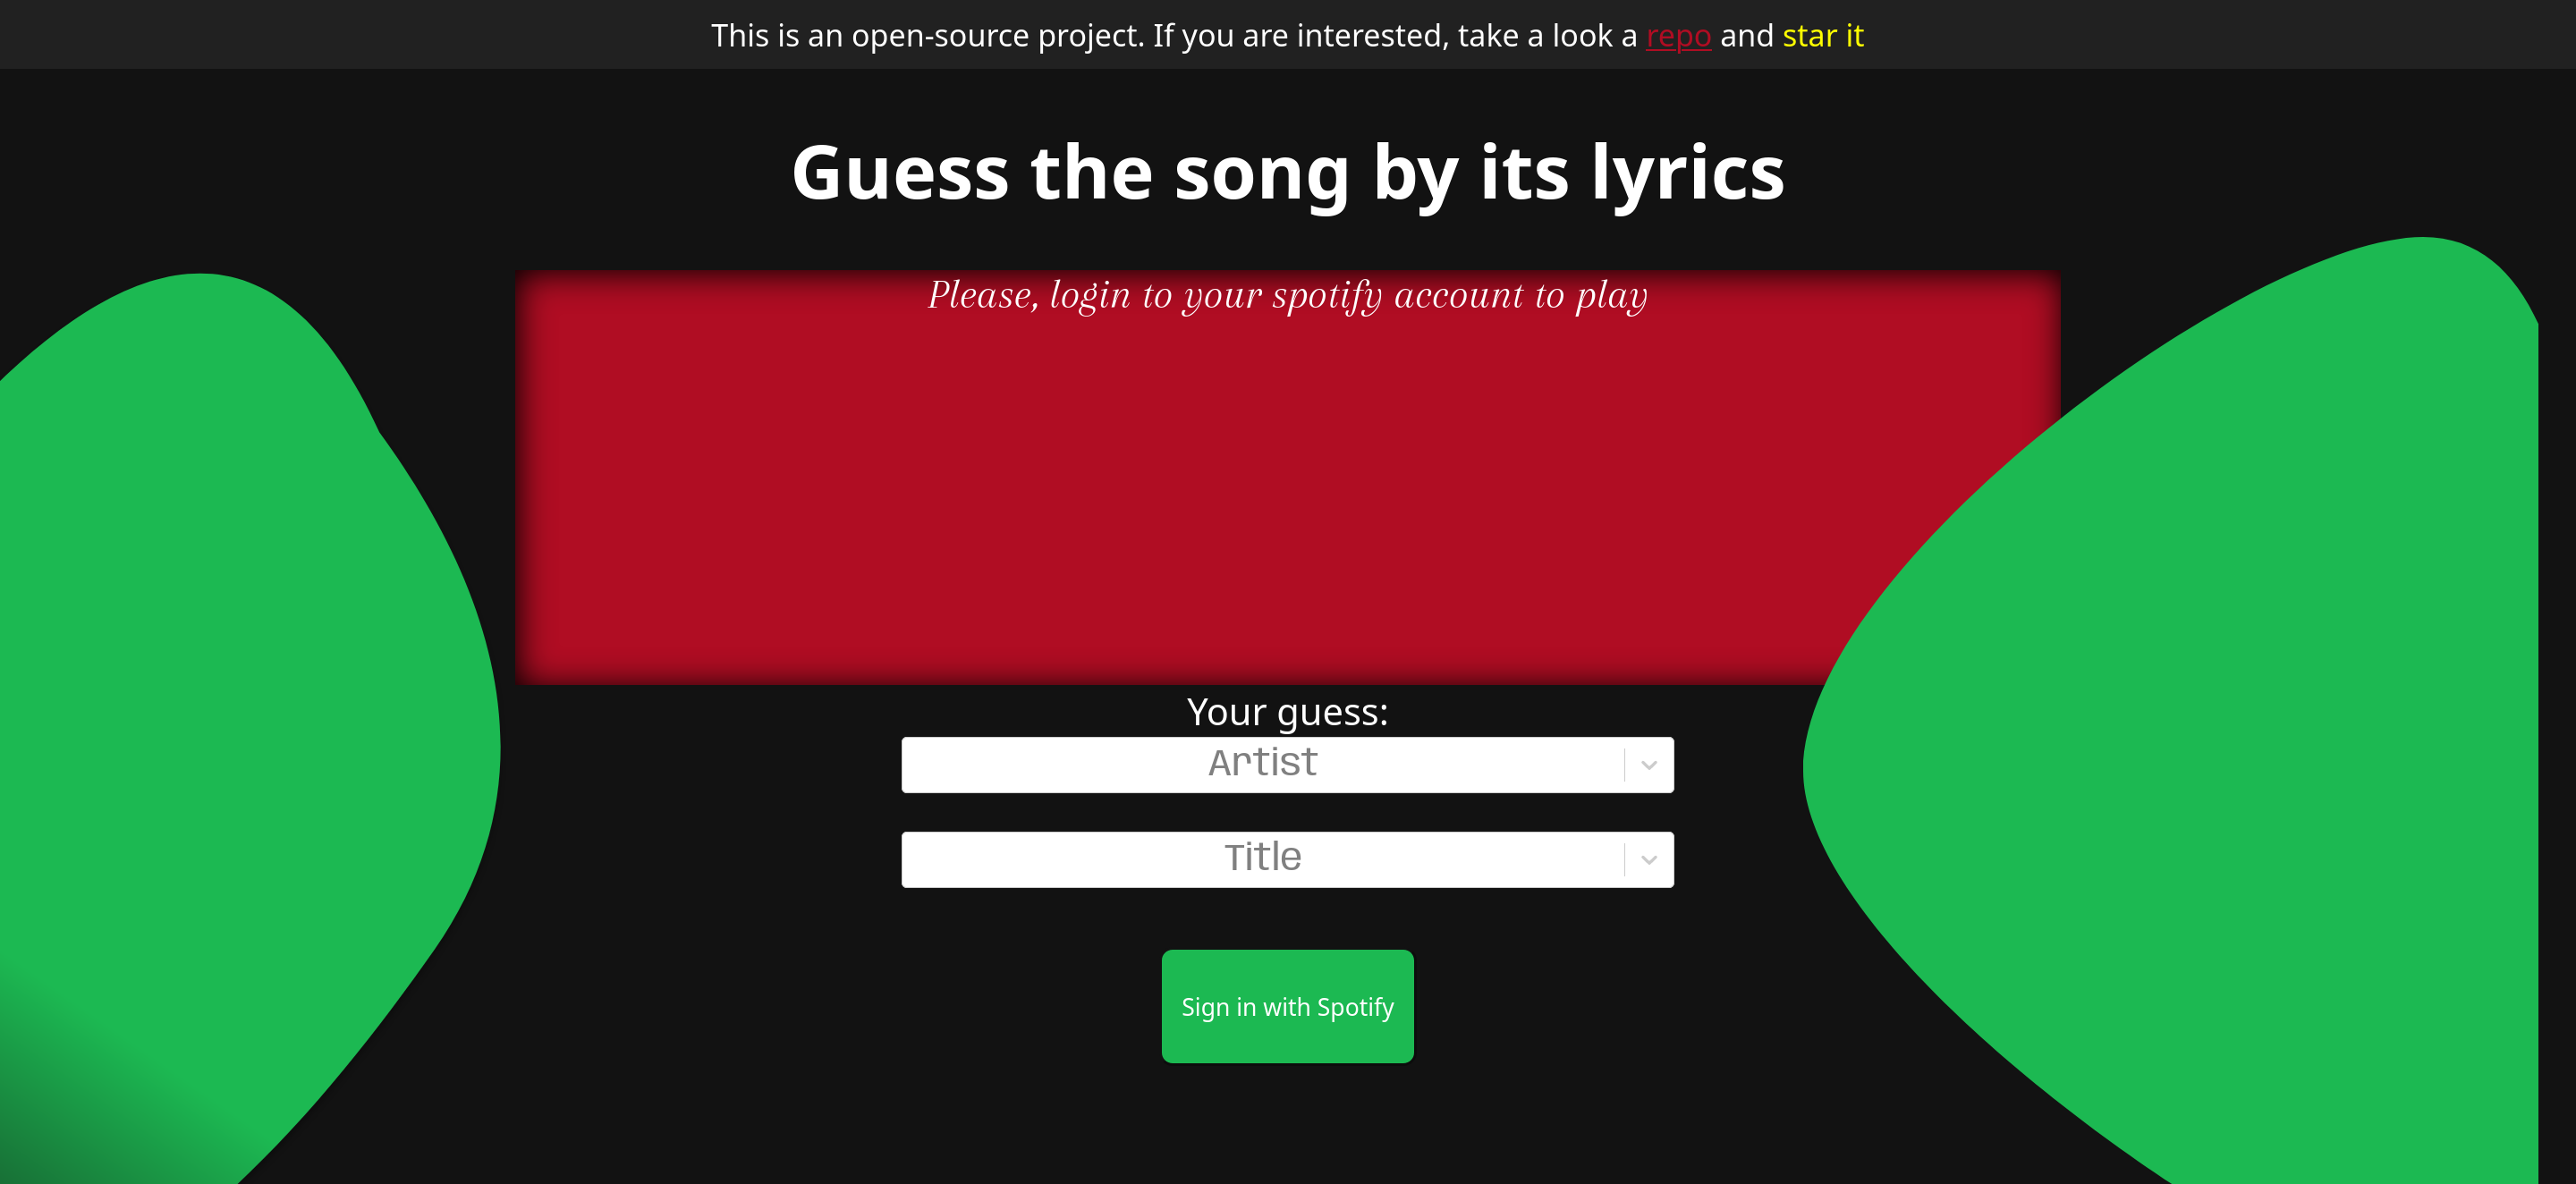 This is an open-source project. If you are interested, take a look a repo and star it
Guess the song by its lyrics
Please, login to your spotify account to play
Your guess:
Artist
Title
Sign in with Spotify